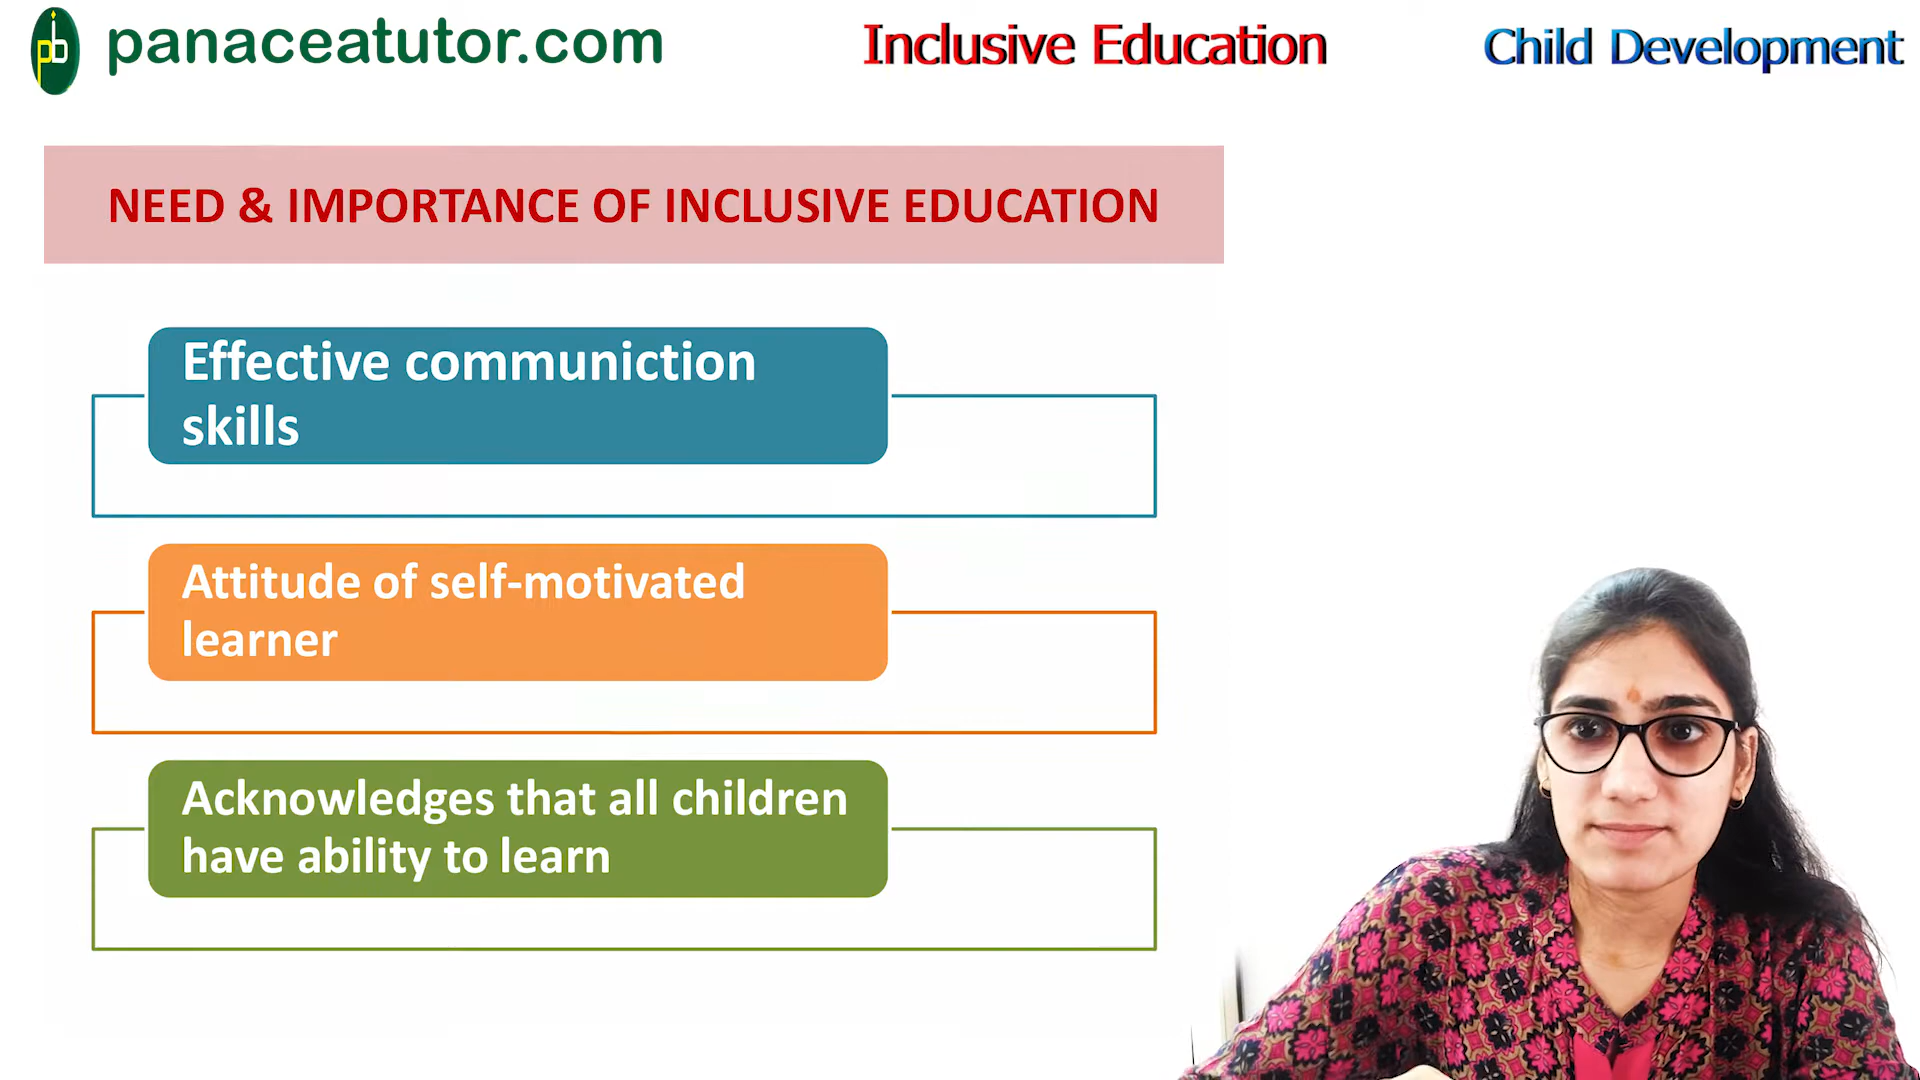 pb panaceatutor.com
Inclusive Education
Child Development
NEED & IMPORTANCE OF INCLUSIVE EDUCATION
Effective communiction
skills
Attitude of self-motivated
learner
Acknowledges that all children
have ability to learn